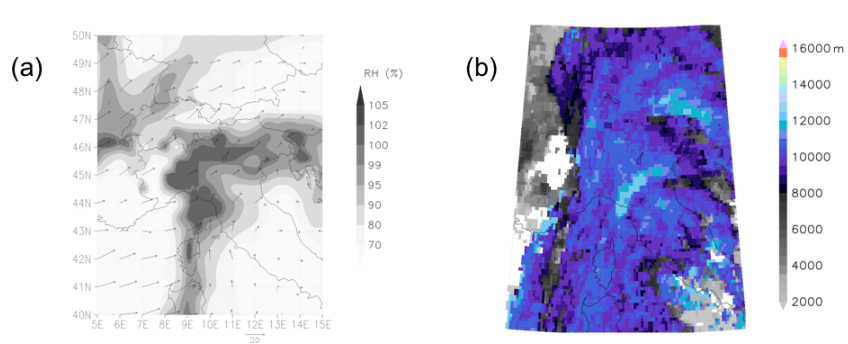 (a)
50N
49N
48N
47N
46N
45N
44N
43N
42N
41N
40N
5E 6E 7E 8E 9E 10E 11E 12E 13E 14E 15E
20
RH (%)
105
102
100
99
95
90
80
70
(b)
16000 m
14000
12000
10000
8000
6000
4000
2000